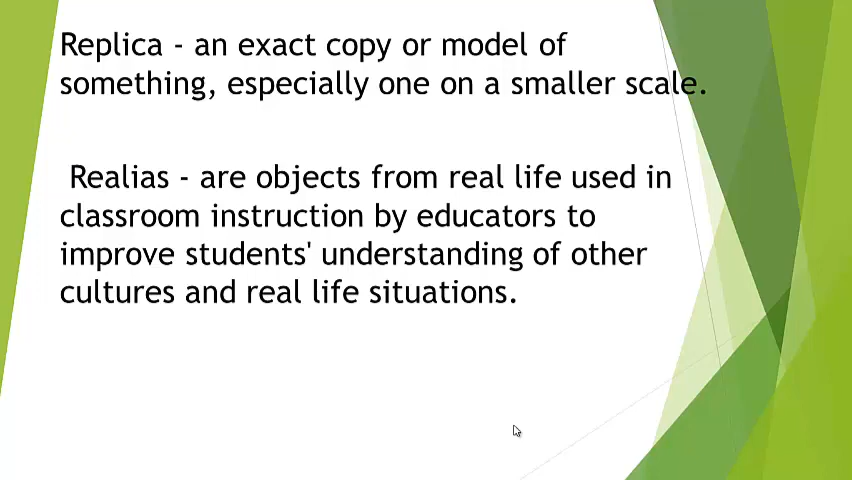 Replica - an exact copy or model of
something, especially one on a smaller scale.
Realias - are objects from real life used in
classroom instruction by educators to
improve students' understanding of other
cultures and real life situations.